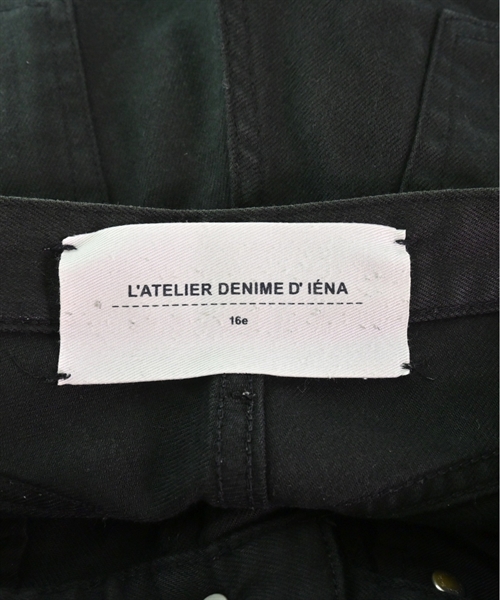 L'ATELIER DENIME D' IÉNA
16e